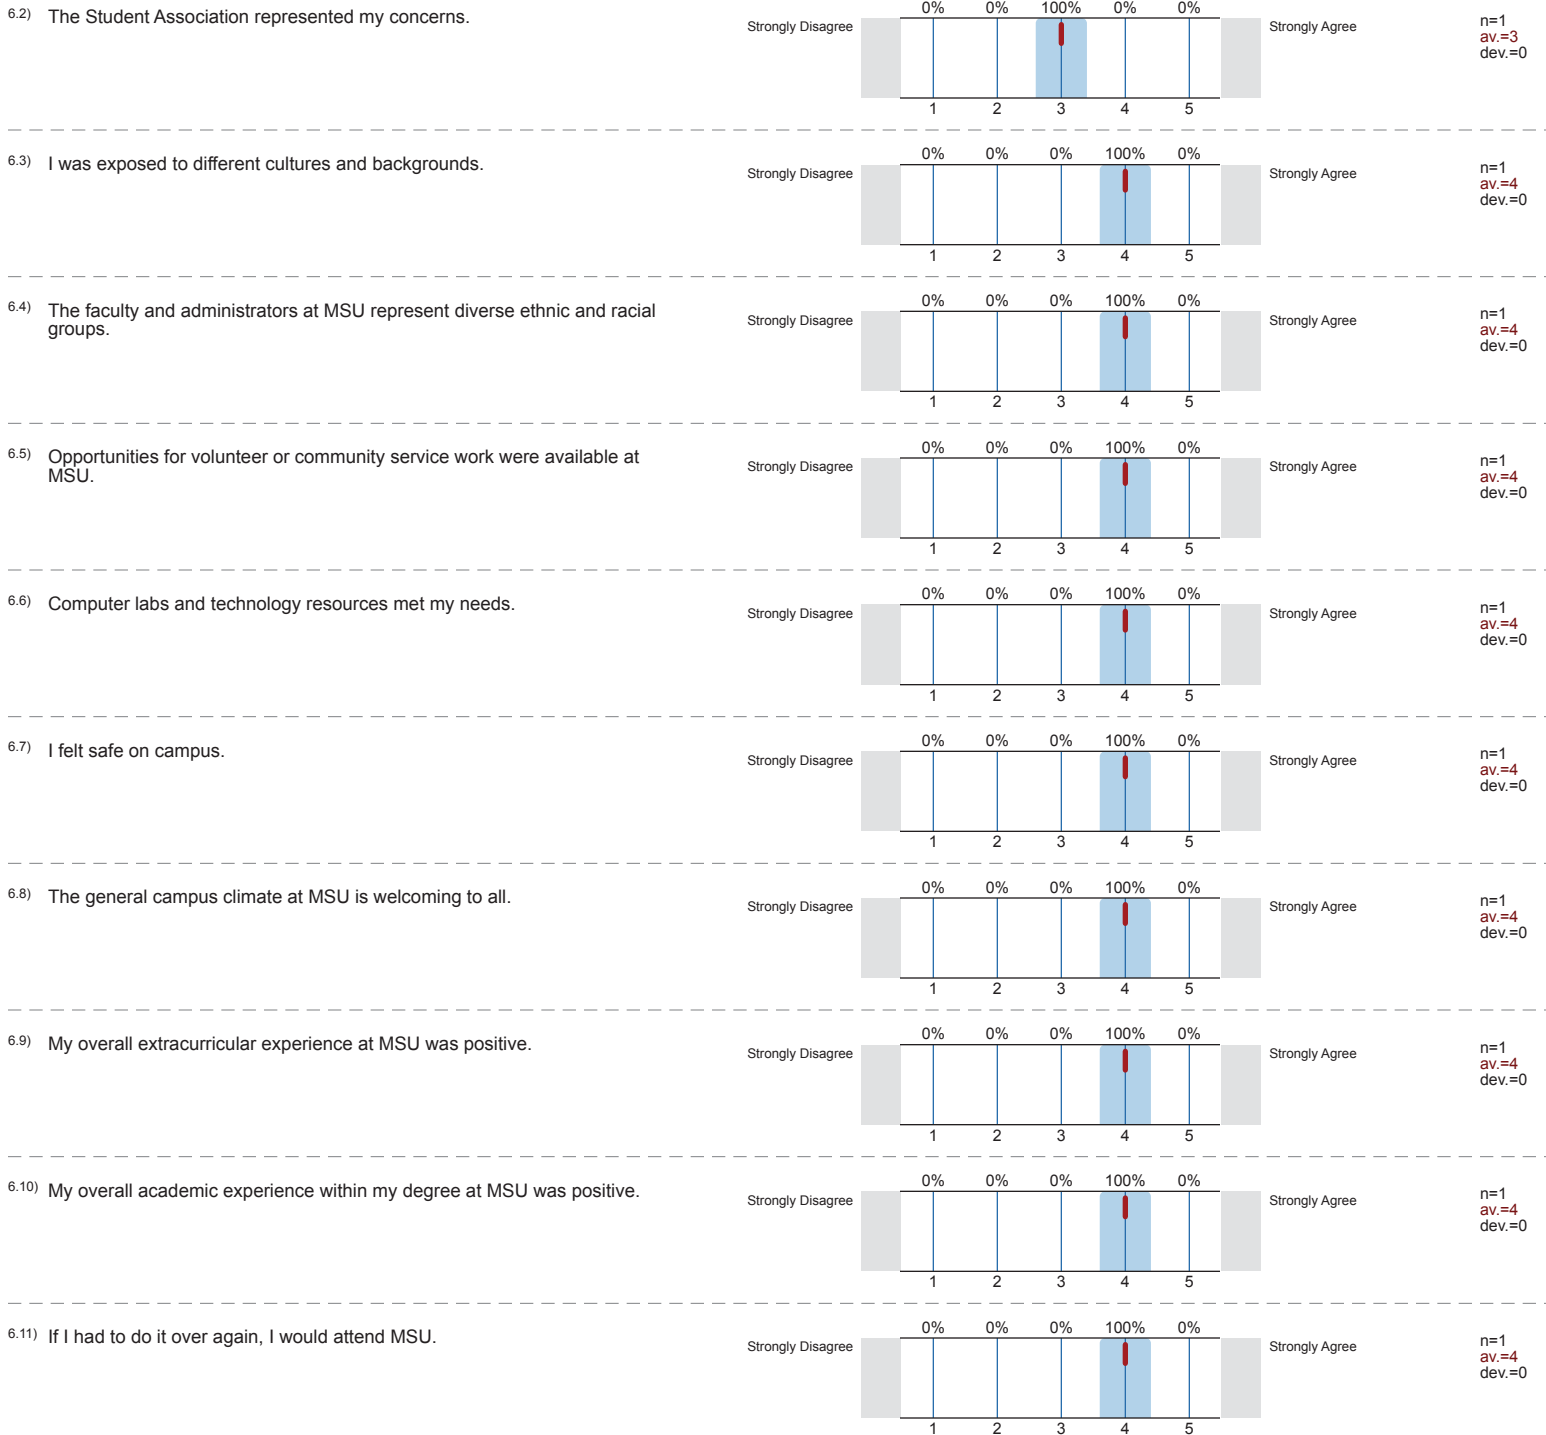 6.2) The Student Association represented my concerns.
0% 0% 100% 0% 0%
Strongly Disagree Strongly Agree
n=1
av.=3
dev.=0
1 2 3 4 5
6.3) I was exposed to different cultures and backgrounds.
0% 0% 0% 100% 0%
Strongly Disagree Strongly Agree
n=1
av.=4
dev.=0
1 2 3 4 5
6.4) The faculty and administrators at MSU represent diverse ethnic and racial
groups.
0% 0% 0% 100% 0%
Strongly Disagree Strongly Agree
n=1
av.=4
dev.=0
1 2 3 4 5
6.5) Opportunities for volunteer or community service work were available at
MSU.
0% 0% 0% 100% 0%
Strongly Disagree Strongly Agree
n=1
av.=4
dev.=0
1 2 3 4 5
6.6) Computer labs and technology resources met my needs.
0% 0% 0% 100% 0%
Strongly Disagree Strongly Agree
n=1
av.=4
dev.=0
1 2 3 4 5
6.7) I felt safe on campus.
0% 0% 0% 100% 0%
Strongly Disagree Strongly Agree
n=1
av.=4
dev.=0
1 2 3 4 5
6.8) The general campus climate at MSU is welcoming to all.
0% 0% 0% 100% 0%
Strongly Disagree Strongly Agree
n=1
av.=4
dev.=0
1 2 3 4 5
6.9) My overall extracurricular experience at MSU was positive.
0% 0% 0% 100% 0%
Strongly Disagree Strongly Agree
n=1
av.=4
dev.=0
1 2 3 4 5
6.10) My overall academic experience within my degree at MSU was positive.
0% 0% 0% 100% 0%
Strongly Disagree Strongly Agree
n=1
av.=4
dev.=0
1 2 3 4 5
6.11) If I had to do it over again, I would attend MSU.
0% 0% 0% 100% 0%
Strongly Disagree Strongly Agree
n=1
av.=4
dev.=0
1 2 3 4 5